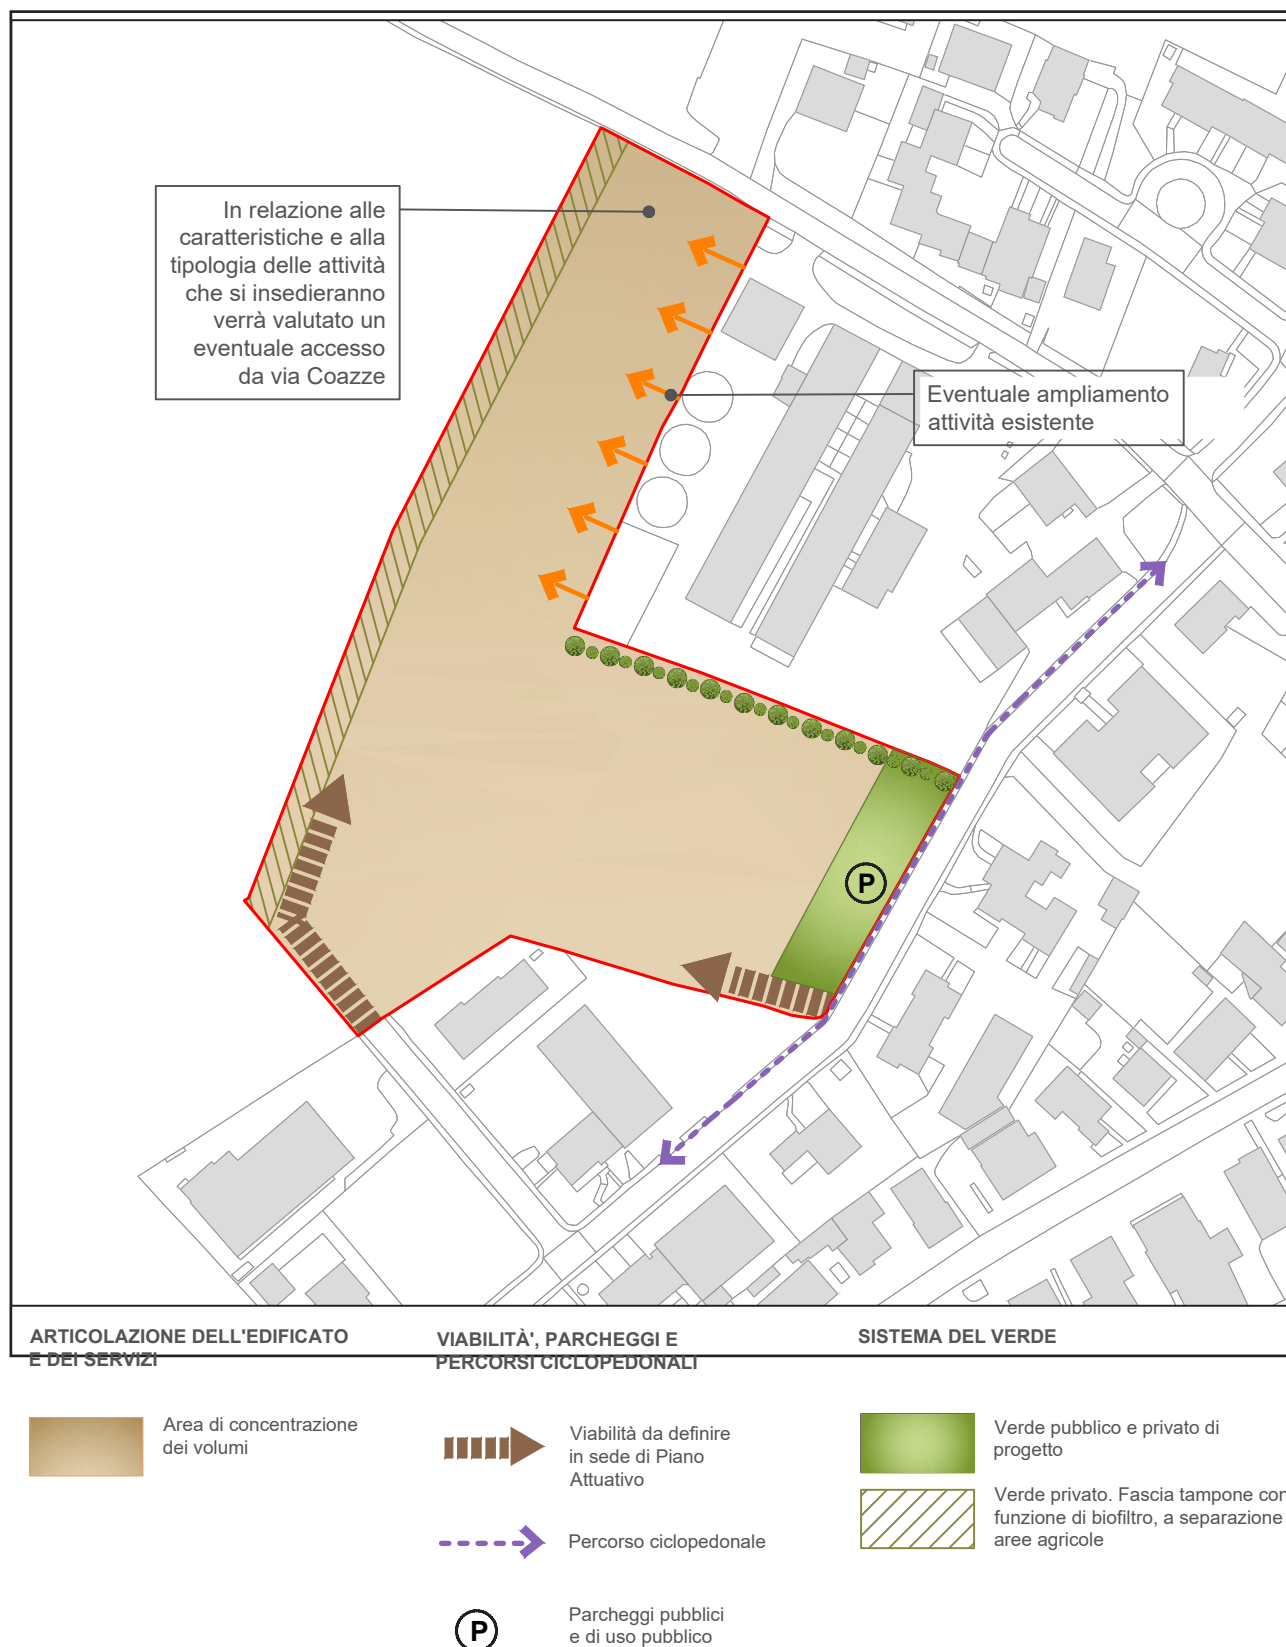 In relazione alle
caratteristiche e alla
tipologia delle attività
che si insedieranno
verrà valutato un
eventuale accesso
da via Coazze
Eventuale ampliamento
attività esistente
P
ARTICOLAZIONE DELL'EDIFICATO
E DEI SERVIZI
Area di concentrazione
dei volumi
VIABILITÀ', PARCHEGGI E
PERCORSI CICLOPEDONALI
Viabilità da definire
in sede di Piano
Attuativo
Percorso ciclopedonale
P
Parcheggi pubblici
e di uso pubblico
SISTEMA DEL VERDE
Verde pubblico e privato di
progetto
Verde privato. Fascia tampone con
funzione di biofiltro, a separazione
aree agricole